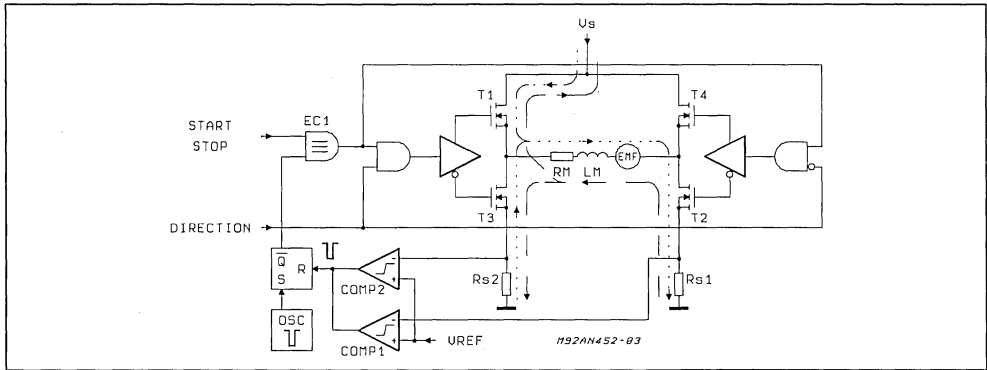 Vs
T1
T4
EC1
START
STOP
EMF
RM LM
T3
T2
DIRECTION
Q
S
R
COMP2
Rs2
Rs1
OSC
COMP1
VREF
M92AN452-03